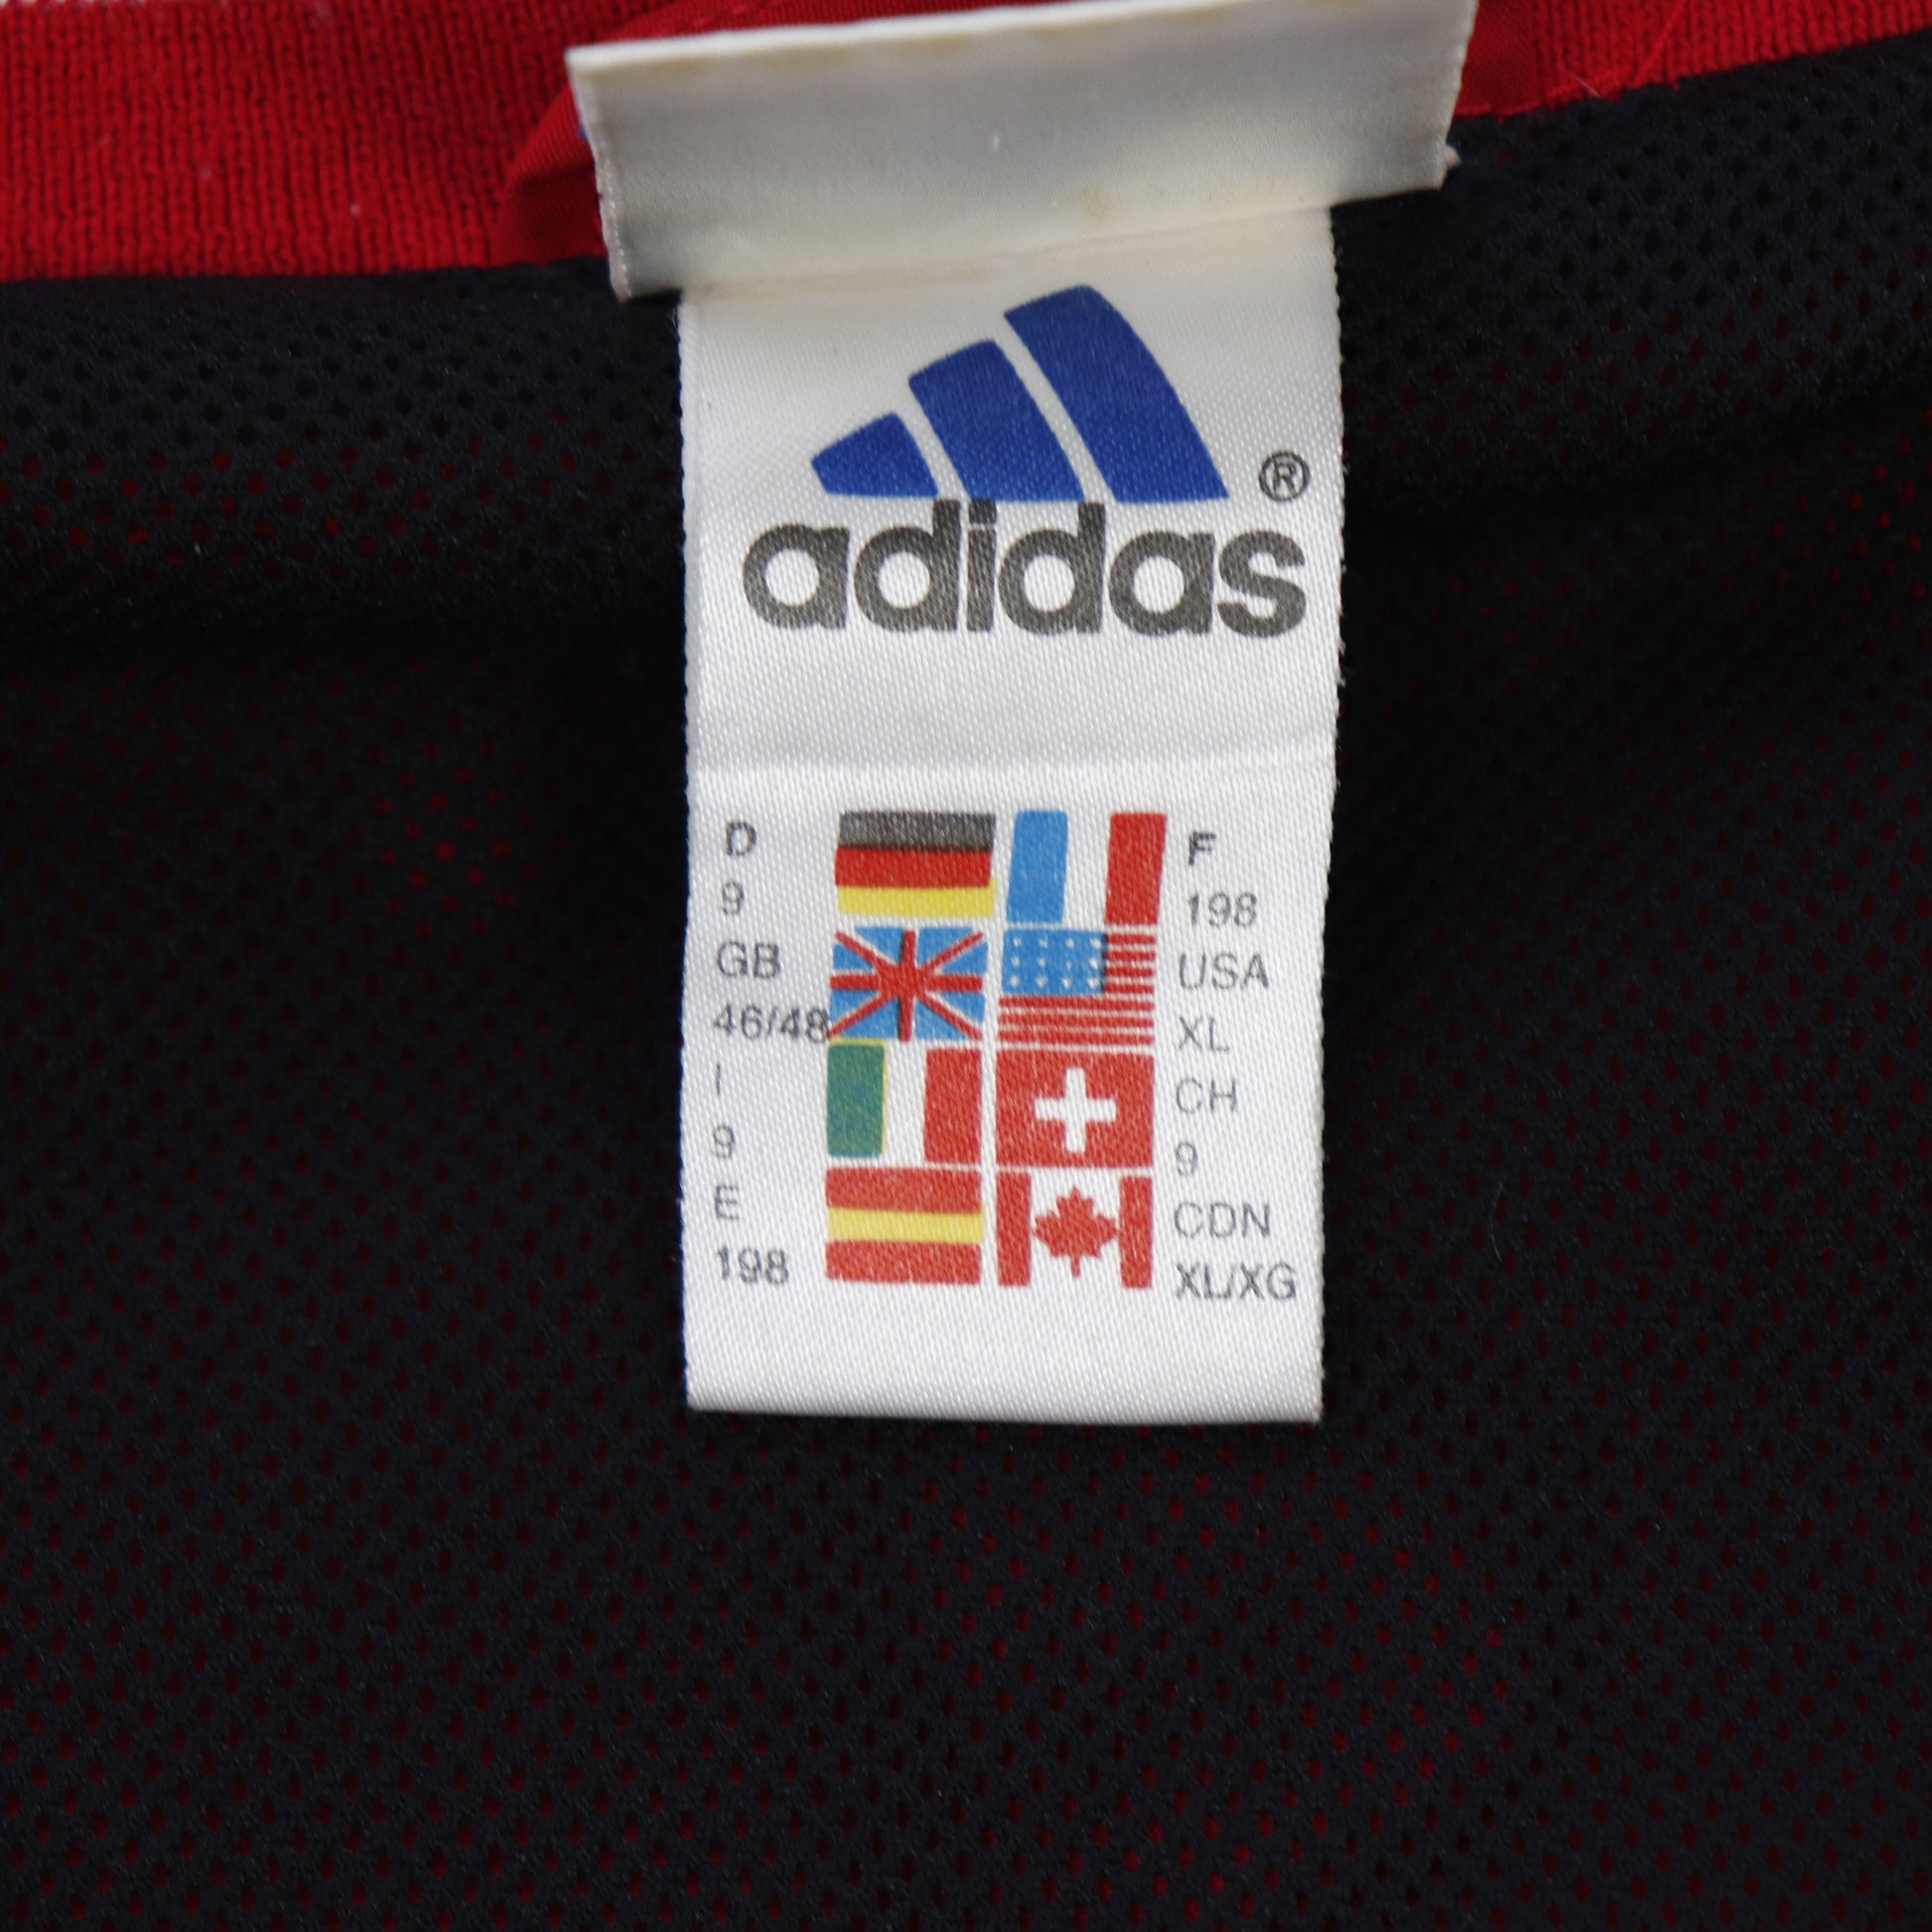 ®
adidas
D
9
GB
46/48
I
9
E
198
F
198
USA
XL
CH
9
CDN
XL/XG